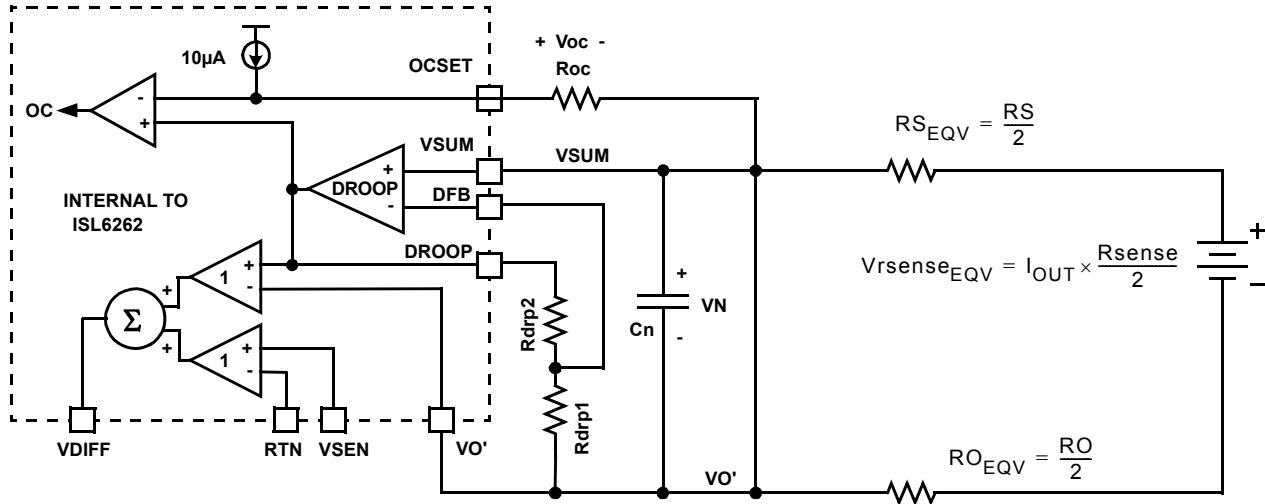 10µA
+ Voc -
Roc
OCSET
OC
-
+
VSUM
VSUM
+
DROOP
-
DFB
INTERNAL TO
ISL6262
DROOP
+
1
-
+
Σ
+
+
1
-
Rdrp2
Rdrp1
+
VN
Cn
-
RS_EQV = RS/2
Vrsense_EQV = I_OUT × Rsense/2
+
-
RO_EQV = RO/2
VDIFF
RTN
VSEN
VO'
VO'